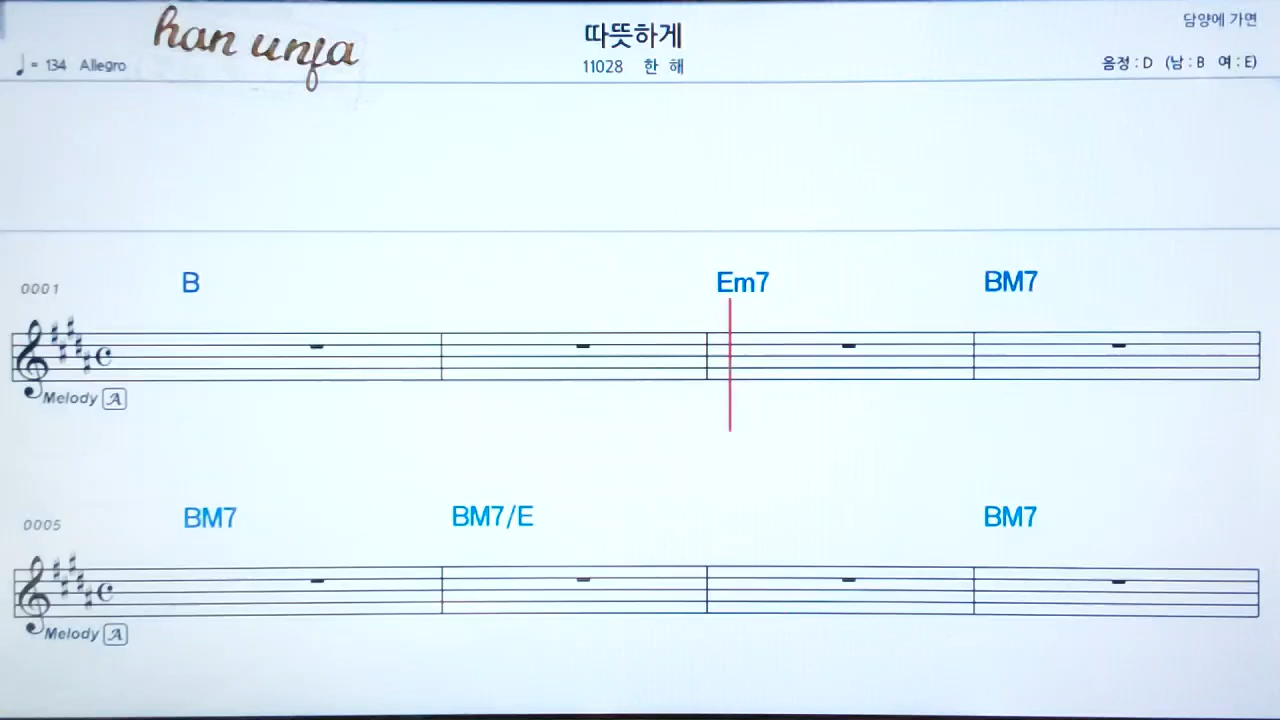 han unfa
따뜻하게
담양에 가면
♩= 134 Allegro
11028 한 해
음정 : D (남 : B 여 : E)
0001
B Em7 BM7
Melody A
0005
BM7 BM7/E BM7
Melody A